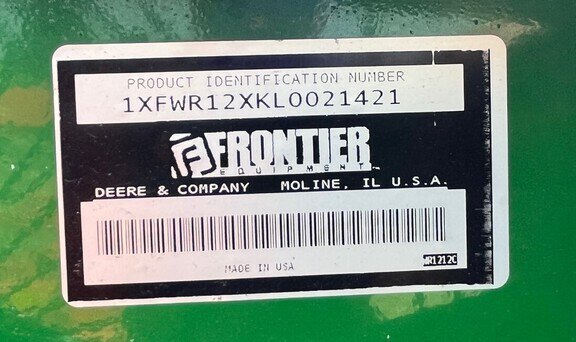 PRODUCT IDENTIFICATION NUMBER
1XFWR12XKL0021421
FRONTIER
EQUIPMENT
DEERE & COMPANY MOLINE, IL U.S.A.
MADE IN USA
WR1212C